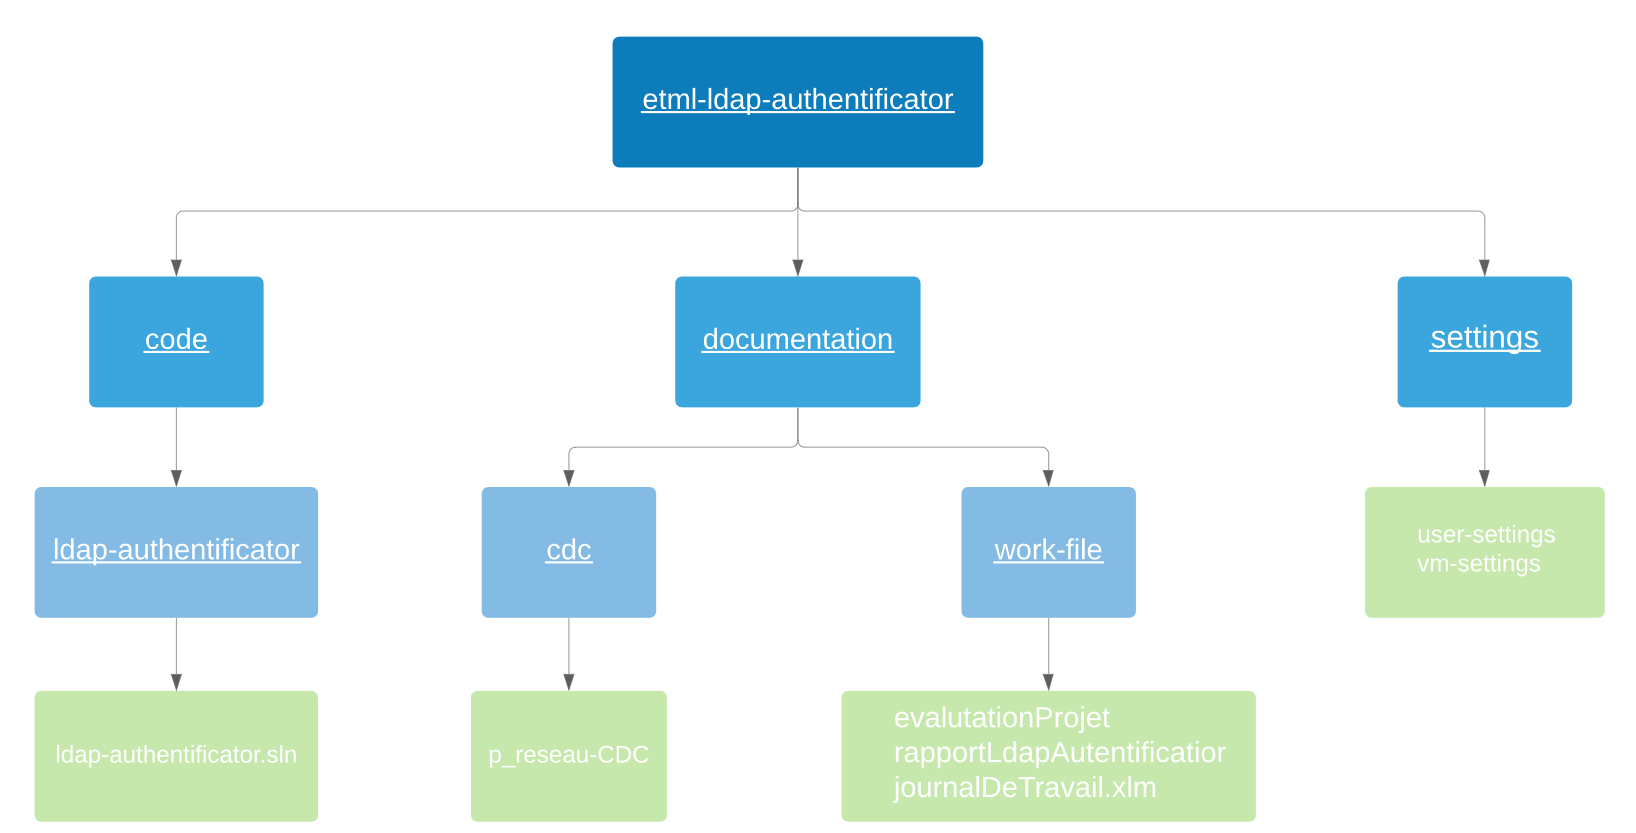 etml-ldap-authentificator
code
documentation
settings
ldap-authentificator
cdc
work-file
user-settings
vm-settings
ldap-authentificator.sln
p_reseau-CDC
evalutationProjet
rapportLdapAutentificatior
journalDeTravail.xlm